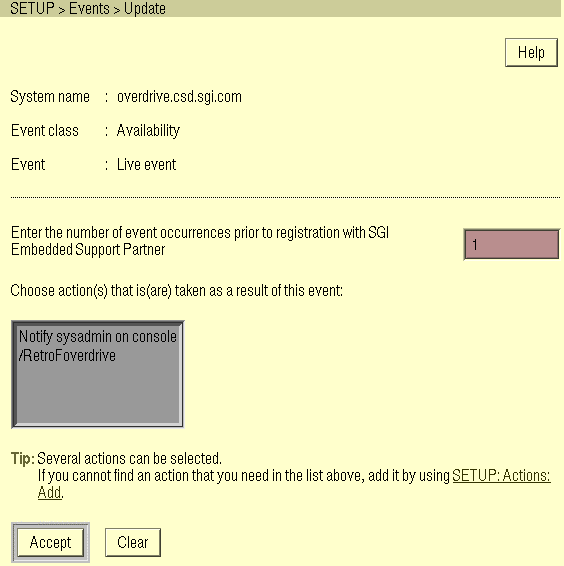 SETUP > Events > Update
Help
System name : overdrive.csd.sgi.com
Event class : Availability
Event : Live event
Enter the number of event occurrences prior to registration with SGI
Embedded Support Partner
1
Choose action(s) that is(are) taken as a result of this event:
Notify sysadmin on console
/RetroFoverdrive
Tip: Several actions can be selected.
If you cannot find an action that you need in the list above, add it by using SETUP: Actions:
Add.
Accept
Clear